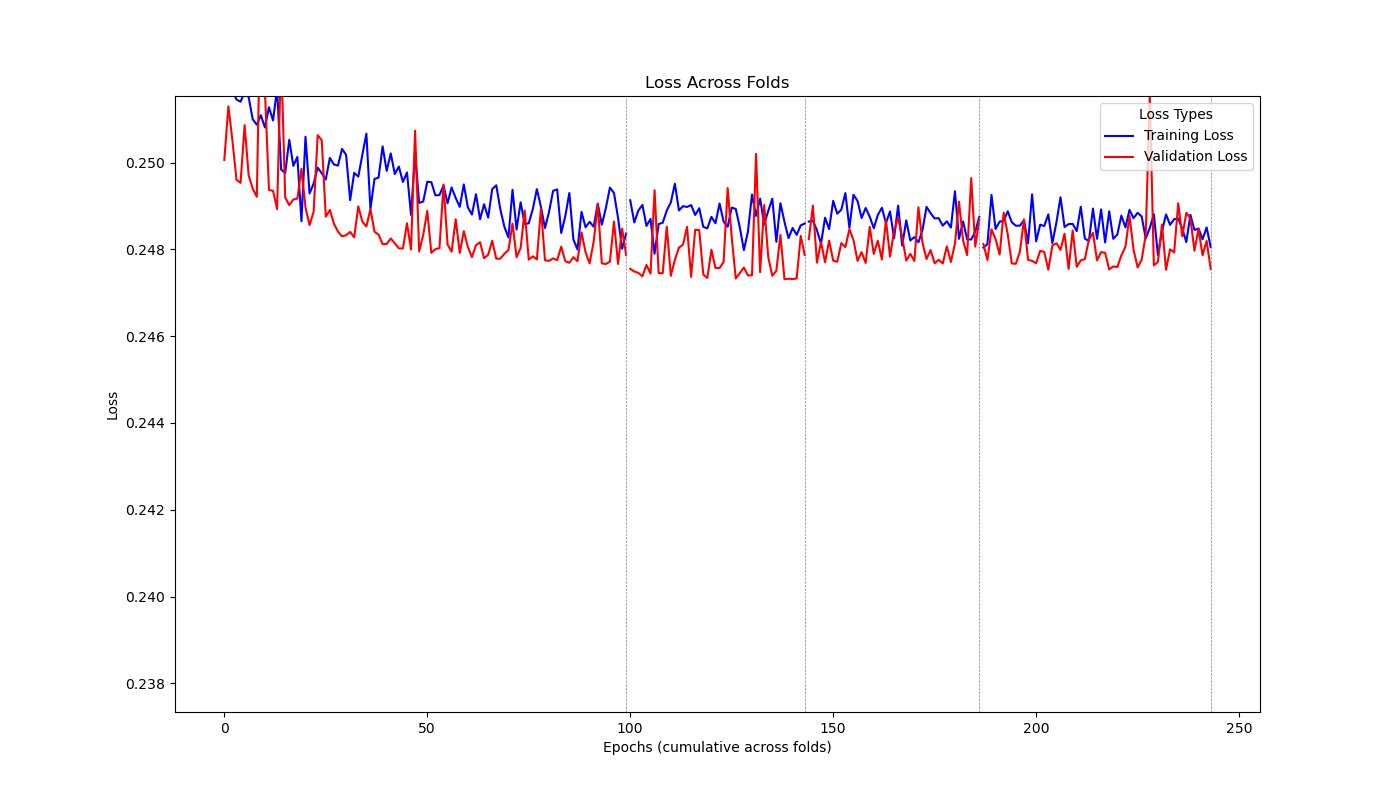 Loss Across Folds
Loss Types
Training Loss
Validation Loss
0.250
0.248
0.246
0.244
0.242
0.240
0.238
Loss
0 50 100 150 200 250
Epochs (cumulative across folds)